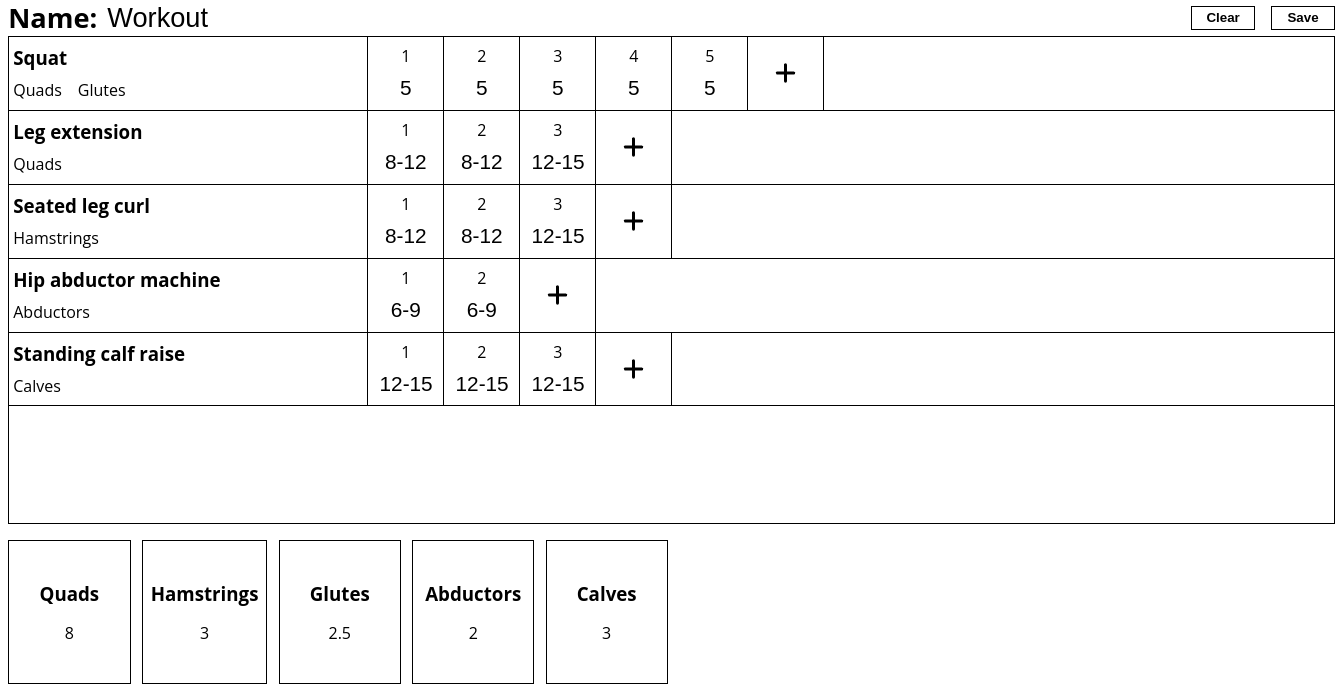 Name: Workout Clear Save
Squat 1 2 3 4 5
Quads Glutes 5 5 5 5 5 +
Leg extension 1 2 3
Quads 8-12 8-12 12-15 +
Seated leg curl 1 2 3
Hamstrings 8-12 8-12 12-15 +
Hip abductor machine 1 2
Abductors 6-9 6-9 +
Standing calf raise 1 2 3
Calves 12-15 12-15 12-15 +
Quads Hamstrings Glutes Abductors Calves
8 3 2.5 2 3